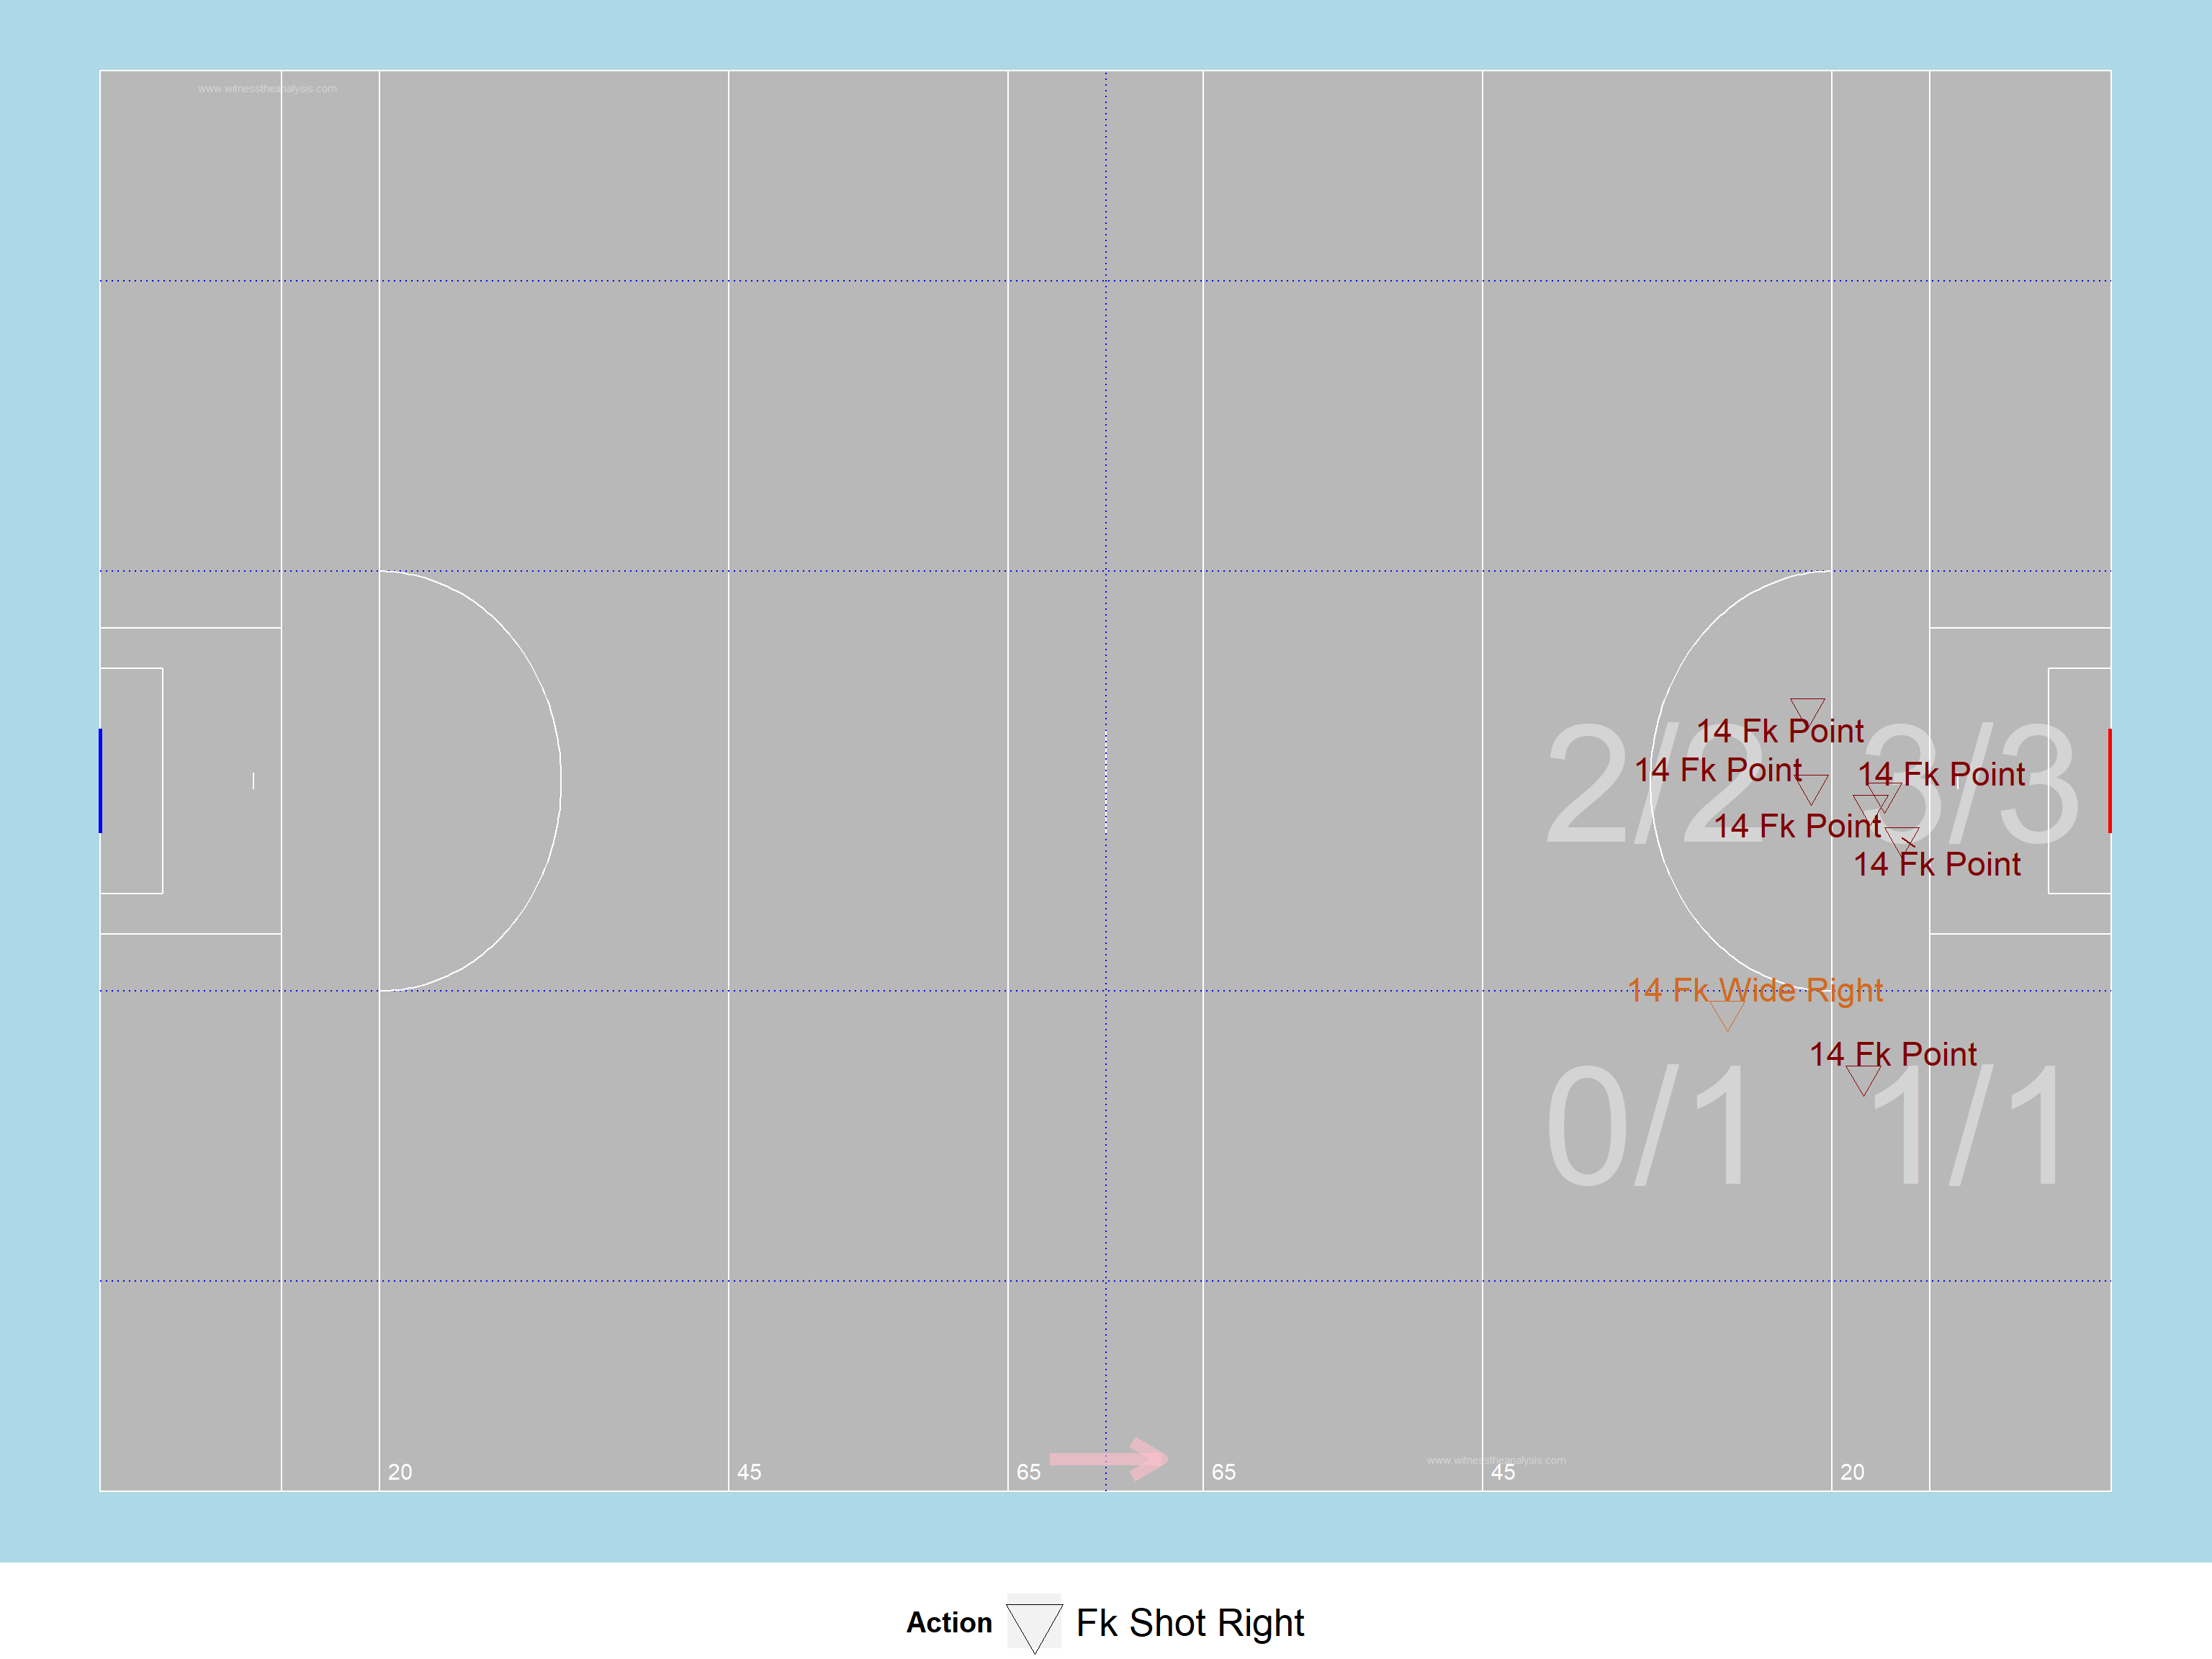 www.witnesstheanalysis.com
14 Fk Point
2/2
3/3
14 Fk Point
14 Fk Point
14 Fk Point
14 Fk Point
14 Fk Wide Right
14 Fk Point
0/1
1/1
www.witnesstheanalysis.com
20
45
65
65
45
20
Action
Fk Shot Right